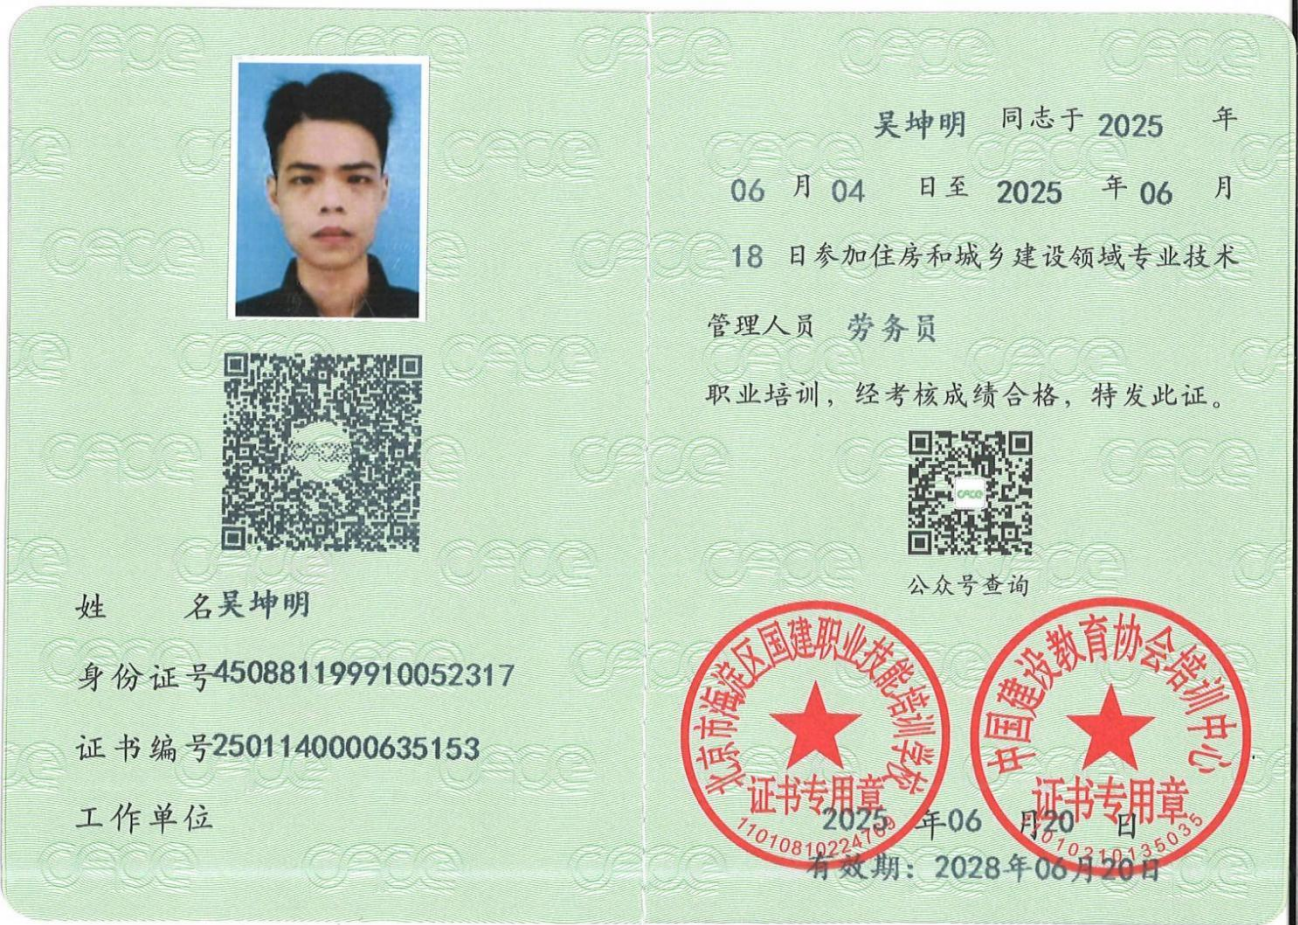 姓 名吴坤明
身份证号450881199910052317
证书编号2501140000635153
工作单位
吴坤明 同志于 2025 年
06 月 04 日至 2025 年 06 月
18 日参加住房和城乡建设领域专业技术
管理人员 劳务员
职业培训，经考核成绩合格，特发此证。
CACE
公众号查询
北京市海淀区国建职业技能培训学校
证书专用章
中国建设教育协会培训中心
证书专用章
2025 年06 月20 日
有效期：2028年06月20日